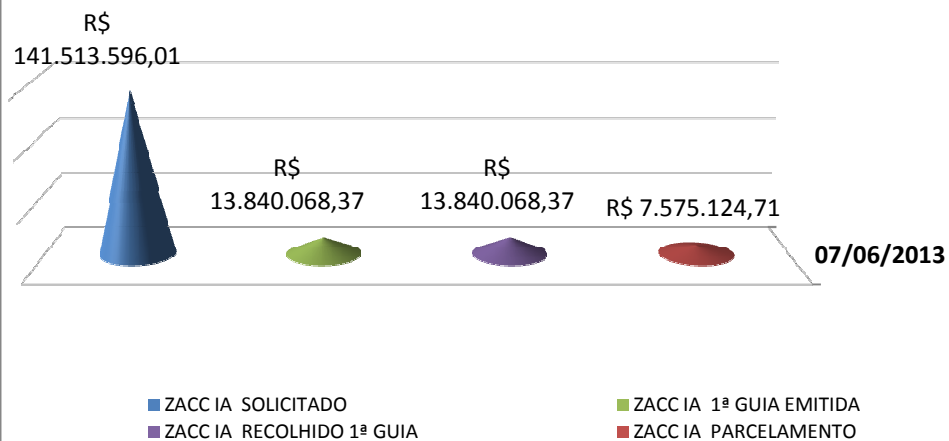 R$
141.513.596,01
R$
13.840.068,37
R$
13.840.068,37
R$ 7.575.124,71
07/06/2013
ZACC IA SOLICITADO
ZACC IA 1ª GUIA EMITIDA
ZACC IA RECOLHIDO 1ª GUIA
ZACC IA PARCELAMENTO